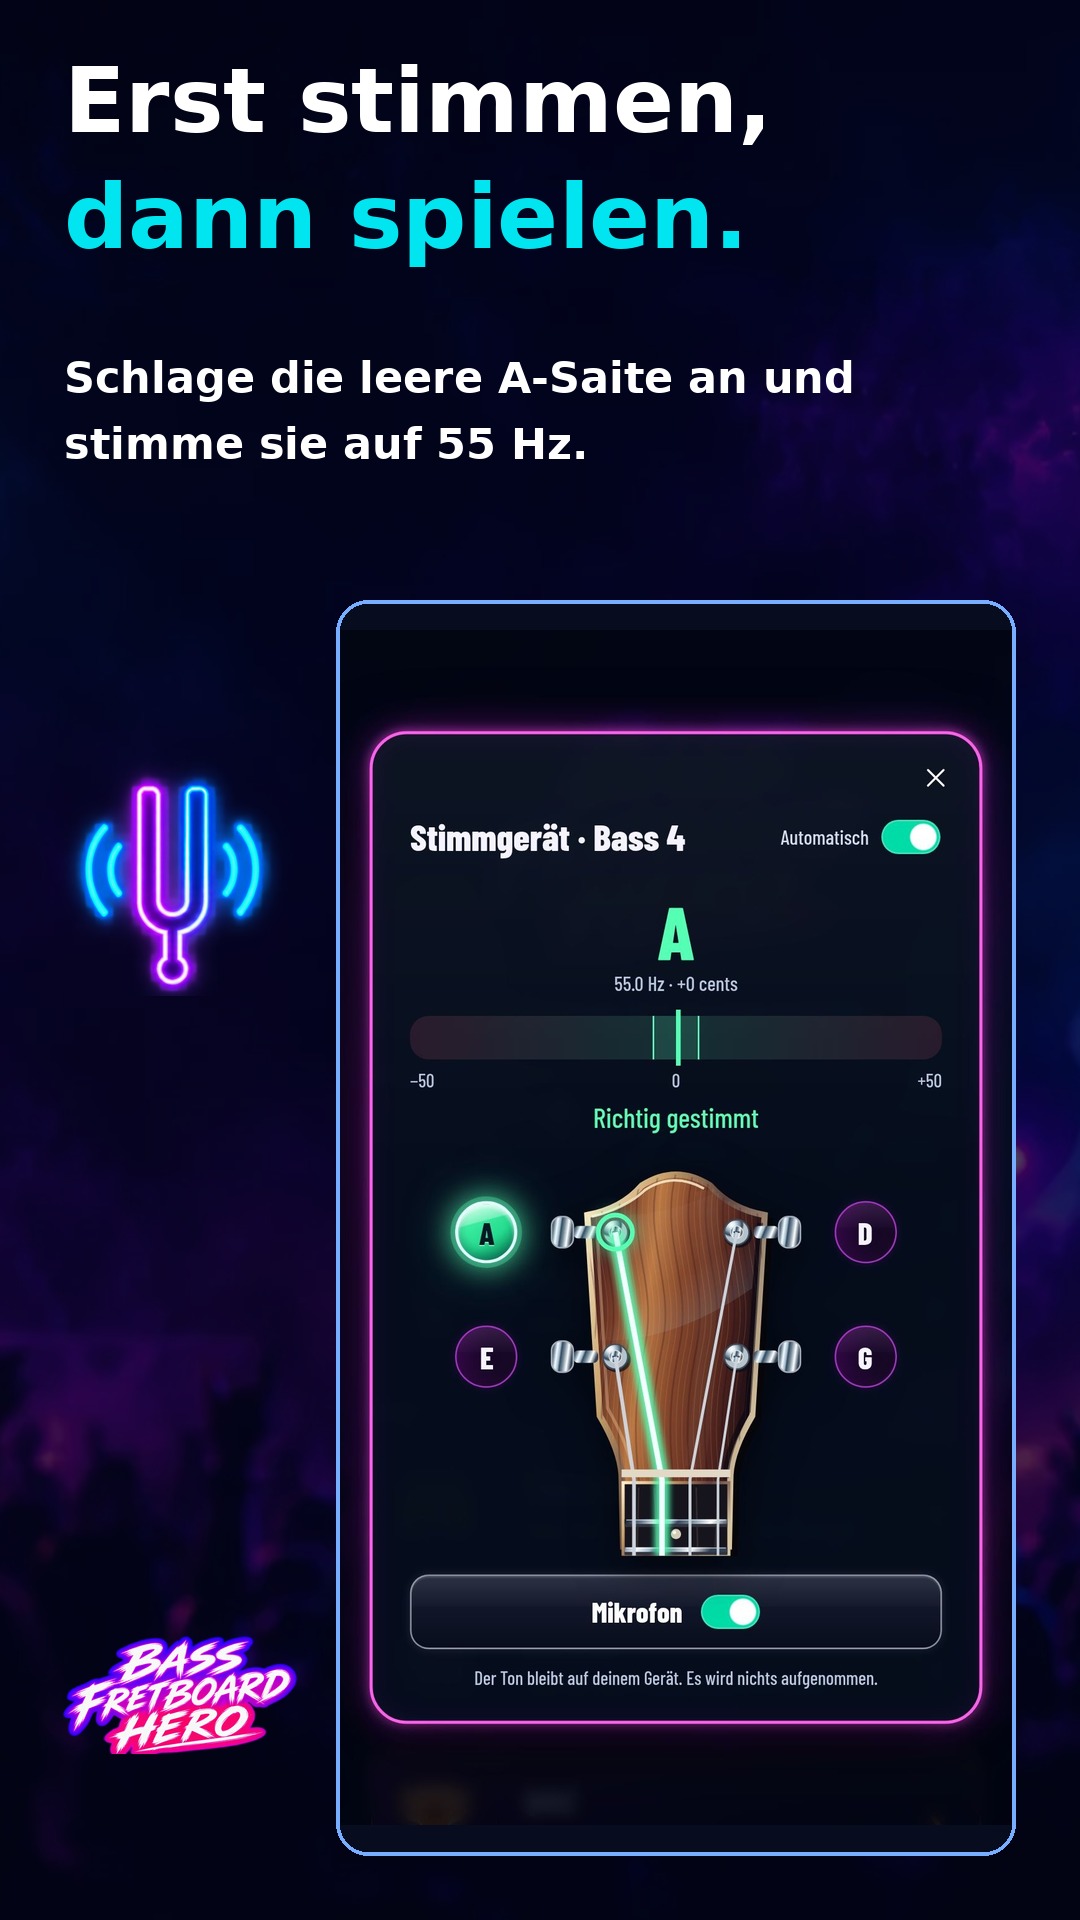 Erst stimmen,
dann spielen.
Schlage die leere A-Saite an und
stimme sie auf 55 Hz.
Stimmgerät · Bass 4
Automatisch
A
55.0 Hz · +0 cents
−50 0 +50
Richtig gestimmt
A D
E G
Mikrofon
Der Ton bleibt auf deinem Gerät. Es wird nichts aufgenommen.
BASS
FRETBOARD
HERO